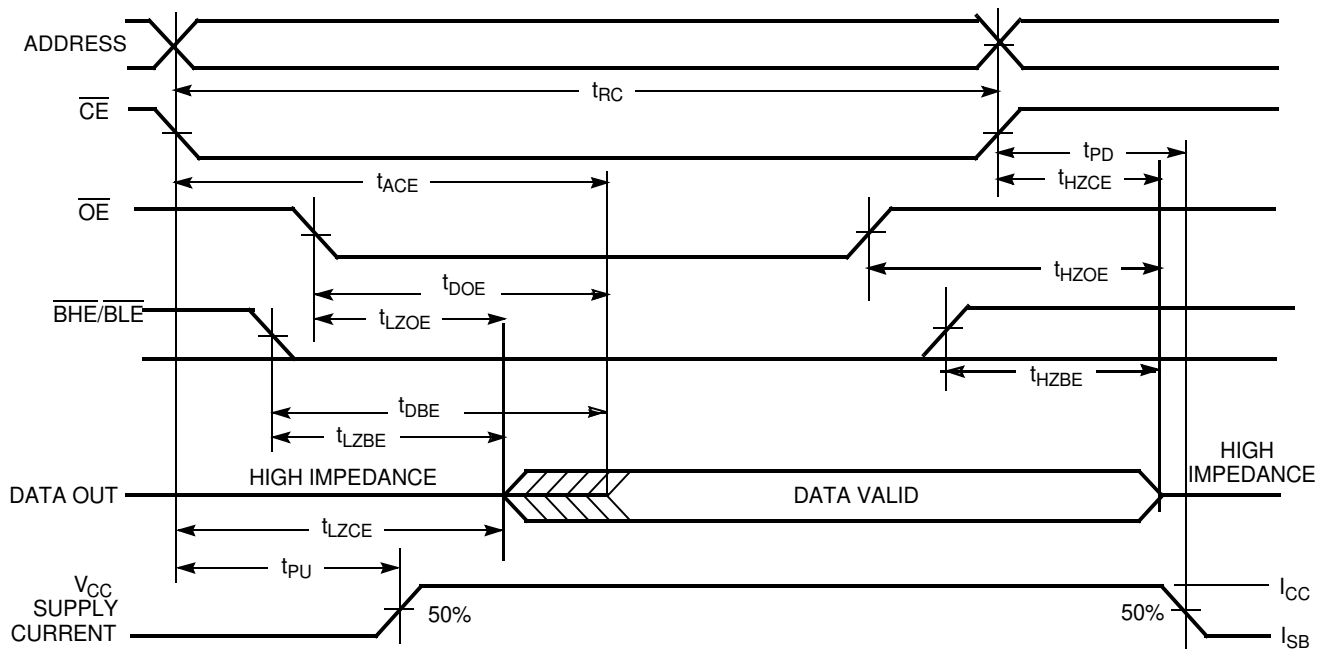 ADDRESS
tRC
CE
tPD
tACE
tHZCE
OE
tDOE
tHZOE
BHE/BLE
tLZOE
tHZBE
tDBE
tLZBE
HIGH IMPEDANCE
HIGH
IMPEDANCE
DATA OUT
DATA VALID
tLZCE
tPU
VCC
SUPPLY
CURRENT
50%
50%
ICC
ISB